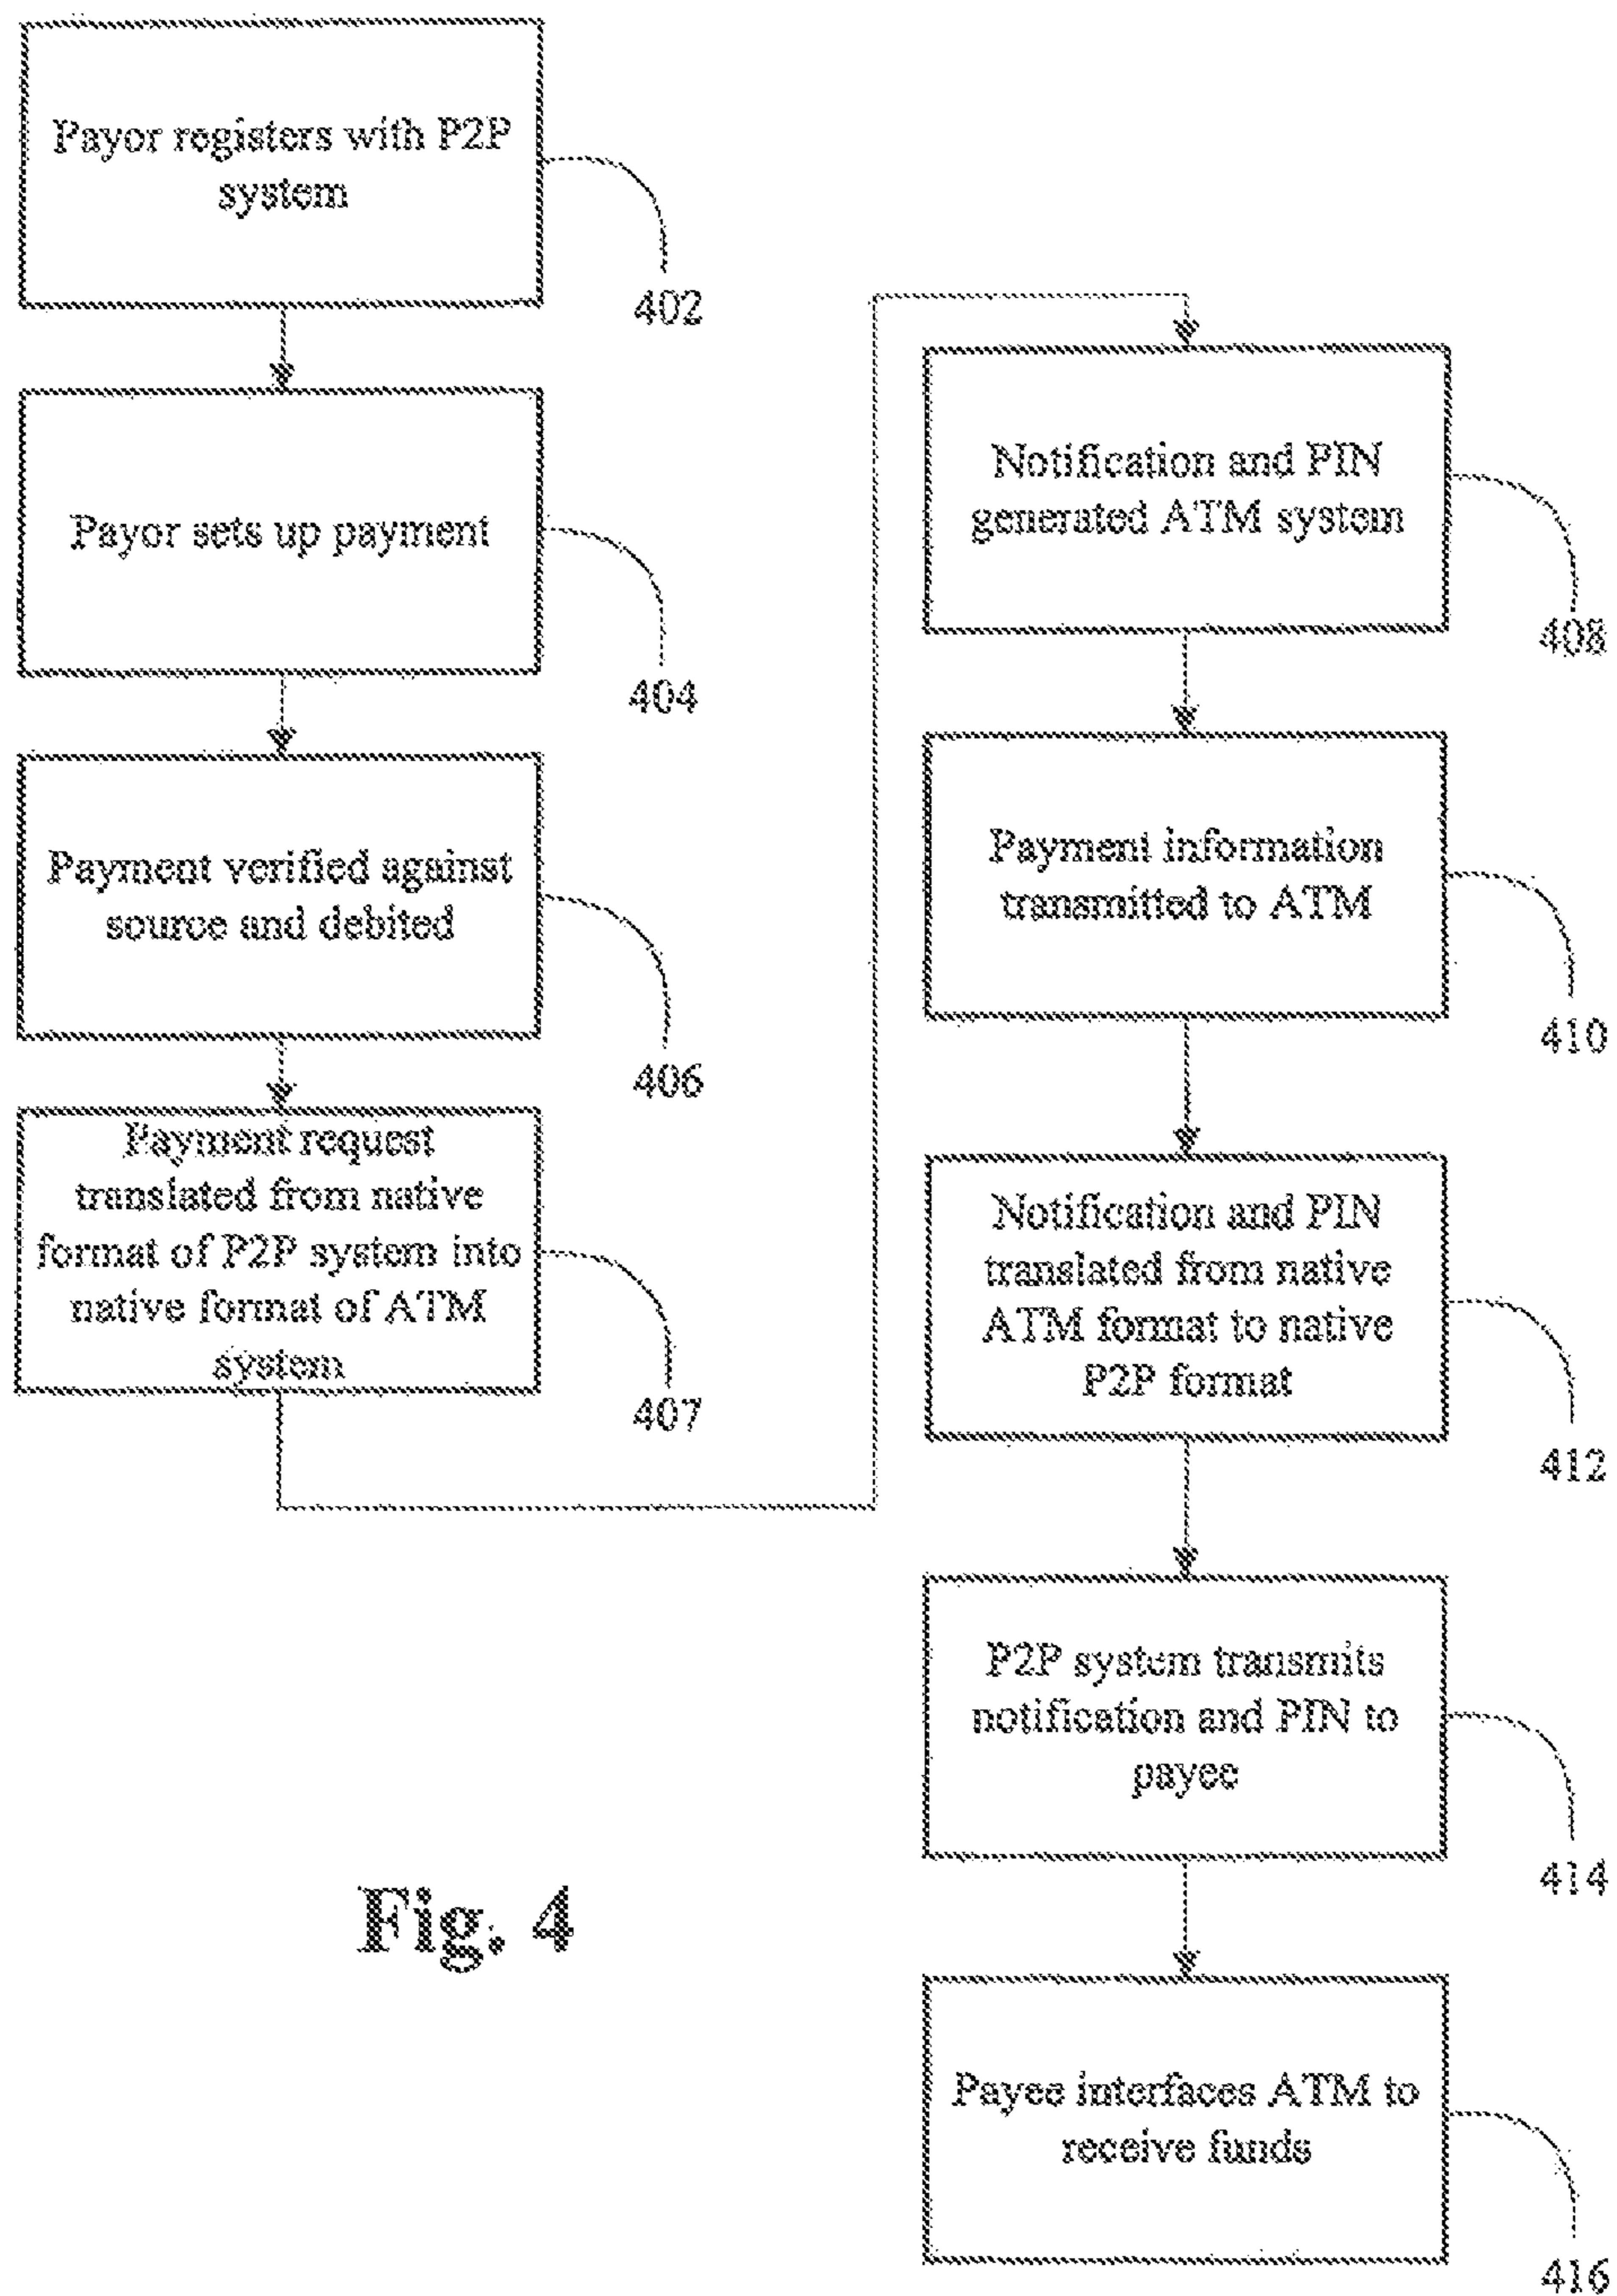 Payor registers with P2P
system
402
Payor sets up payment
404
Payment verified against
source and debited
406
Payment request
translated from native
format of P2P system into
native format of ATM
system
407
Notification and PIN
generated ATM system
408
Payment information
transmitted to ATM
410
Notification and PIN
translated from native
ATM format to native
P2P format
412
P2P system transmits
notification and PIN to
payee
414
Payee interfaces ATM to
receive funds
416
Fig. 4